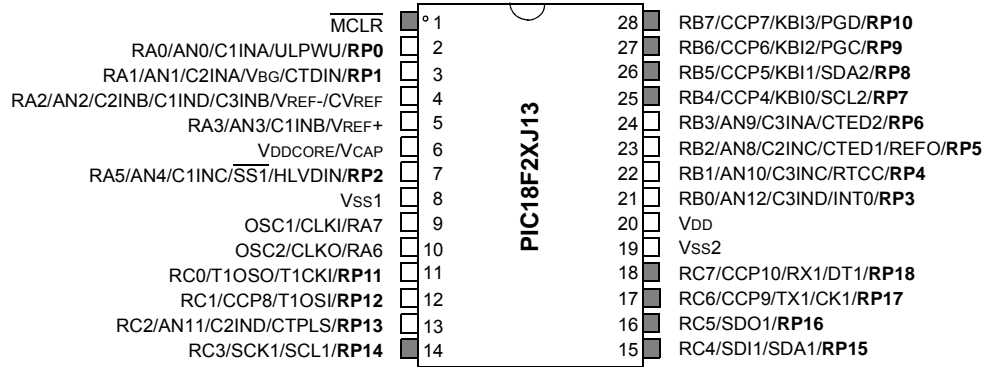 MCLR ° 1
RA0/AN0/C1INA/ULPWU/RP0 2
RA1/AN1/C2INA/VBG/CTDIN/RP1 3
RA2/AN2/C2INB/C1IND/C3INB/VREF-/CVREF 4
RA3/AN3/C1INB/VREF+ 5
VDDCORE/VCAP 6
RA5/AN4/C1INC/SS1/HLVDIN/RP2 7
VSS1 8
OSC1/CLKI/RA7 9
OSC2/CLKO/RA6 10
RC0/T1OSO/T1CKI/RP11 11
RC1/CCP8/T1OSI/RP12 12
RC2/AN11/C2IND/CTPLS/RP13 13
RC3/SCK1/SCL1/RP14 14
PIC18F2XJ13
28 RB7/CCP7/KBI3/PGD/RP10
27 RB6/CCP6/KBI2/PGC/RP9
26 RB5/CCP5/KBI1/SDA2/RP8
25 RB4/CCP4/KBI0/SCL2/RP7
24 RB3/AN9/C3INA/CTED2/RP6
23 RB2/AN8/C2INC/CTED1/REFO/RP5
22 RB1/AN10/C3INC/RTCC/RP4
21 RB0/AN12/C3IND/INT0/RP3
20 VDD
19 VSS2
18 RC7/CCP10/RX1/DT1/RP18
17 RC6/CCP9/TX1/CK1/RP17
16 RC5/SDO1/RP16
15 RC4/SDI1/SDA1/RP15